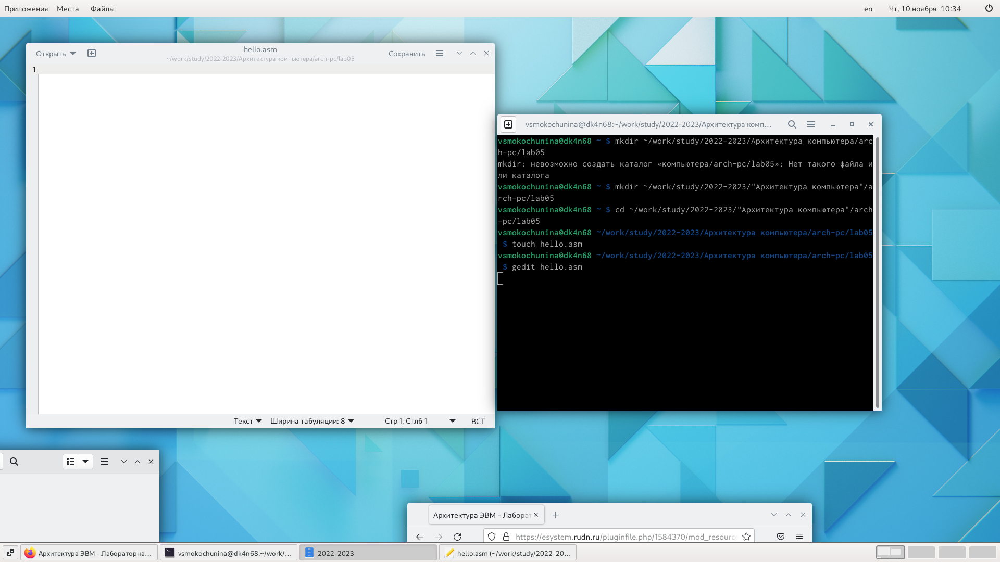 Приложения Места Файлы en Чт, 10 ноября 10:34
Открыть hello.asm Сохранить
~/work/study/2022-2023/Архитектура компьютера/arch-pc/lab05
1
Текст Ширина табуляции: 8 Стр 1, Стлб 1 ВСТ
vsmokochunina@dk4n68:~/work/study/2022-2023/Архитектура комп…
vsmokochunina@dk4n68 ~ $ mkdir ~/work/study/2022-2023/Архитектура компьютера/arc
h-pc/lab05
mkdir: невозможно создать каталог «компьютера/arch-pc/lab05»: Нет такого файла и
ли каталога
vsmokochunina@dk4n68 ~ $ mkdir ~/work/study/2022-2023/"Архитектура компьютера"/a
rch-pc/lab05
vsmokochunina@dk4n68 ~ $ cd ~/work/study/2022-2023/"Архитектура компьютера"/arch
-pc/lab05
vsmokochunina@dk4n68 ~/work/study/2022-2023/Архитектура компьютера/arch-pc/lab05
$ touch hello.asm
vsmokochunina@dk4n68 ~/work/study/2022-2023/Архитектура компьютера/arch-pc/lab05
$ gedit hello.asm
Архитектура ЭВМ - Лаборат
https://esystem.rudn.ru/pluginfile.php/1584370/mod_resource
Архитектура ЭВМ - Лабораторна… vsmokochunina@dk4n68:~/work/… 2022-2023 hello.asm (~/work/study/2022-20…